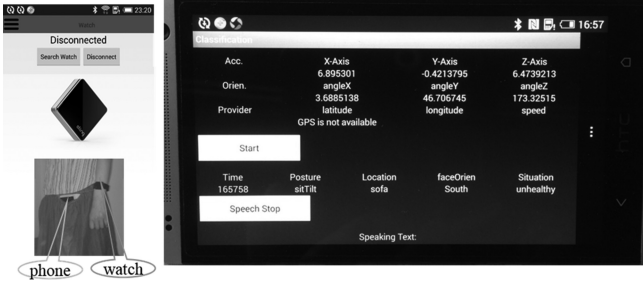 23:20
Watch
Disconnected
Search Watch Disconnect
phone watch
16:57
Classification
Acc. X-Axis Y-Axis Z-Axis
6.895301 -0.4213795 6.4739213
Orien. angleX angleY angleZ
3.6885138 46.706745 173.32515
Provider latitude longitude speed
GPS is not available
Start
Time Posture Location faceOrien Situation
165758 sitTilt sofa South unhealthy
Speech Stop
Speaking Text:
hTC